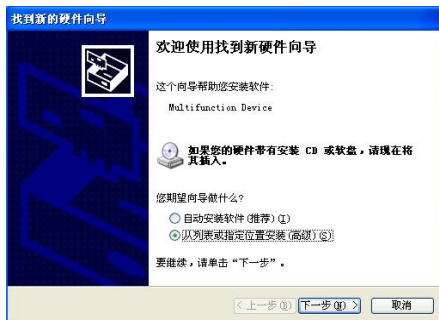 找到新的硬件向导
欢迎使用找到新硬件向导
这个向导帮助您安装软件:
Multifunction Device
如果您的硬件带有安装 CD 或软盘，请现在将
其插入。
您期望向导做什么?
自动安装软件(推荐)(I)
从列表或指定位置安装(高级)(S)
要继续，请单击“下一步”。
<上一步(B) 下一步(N)> 取消